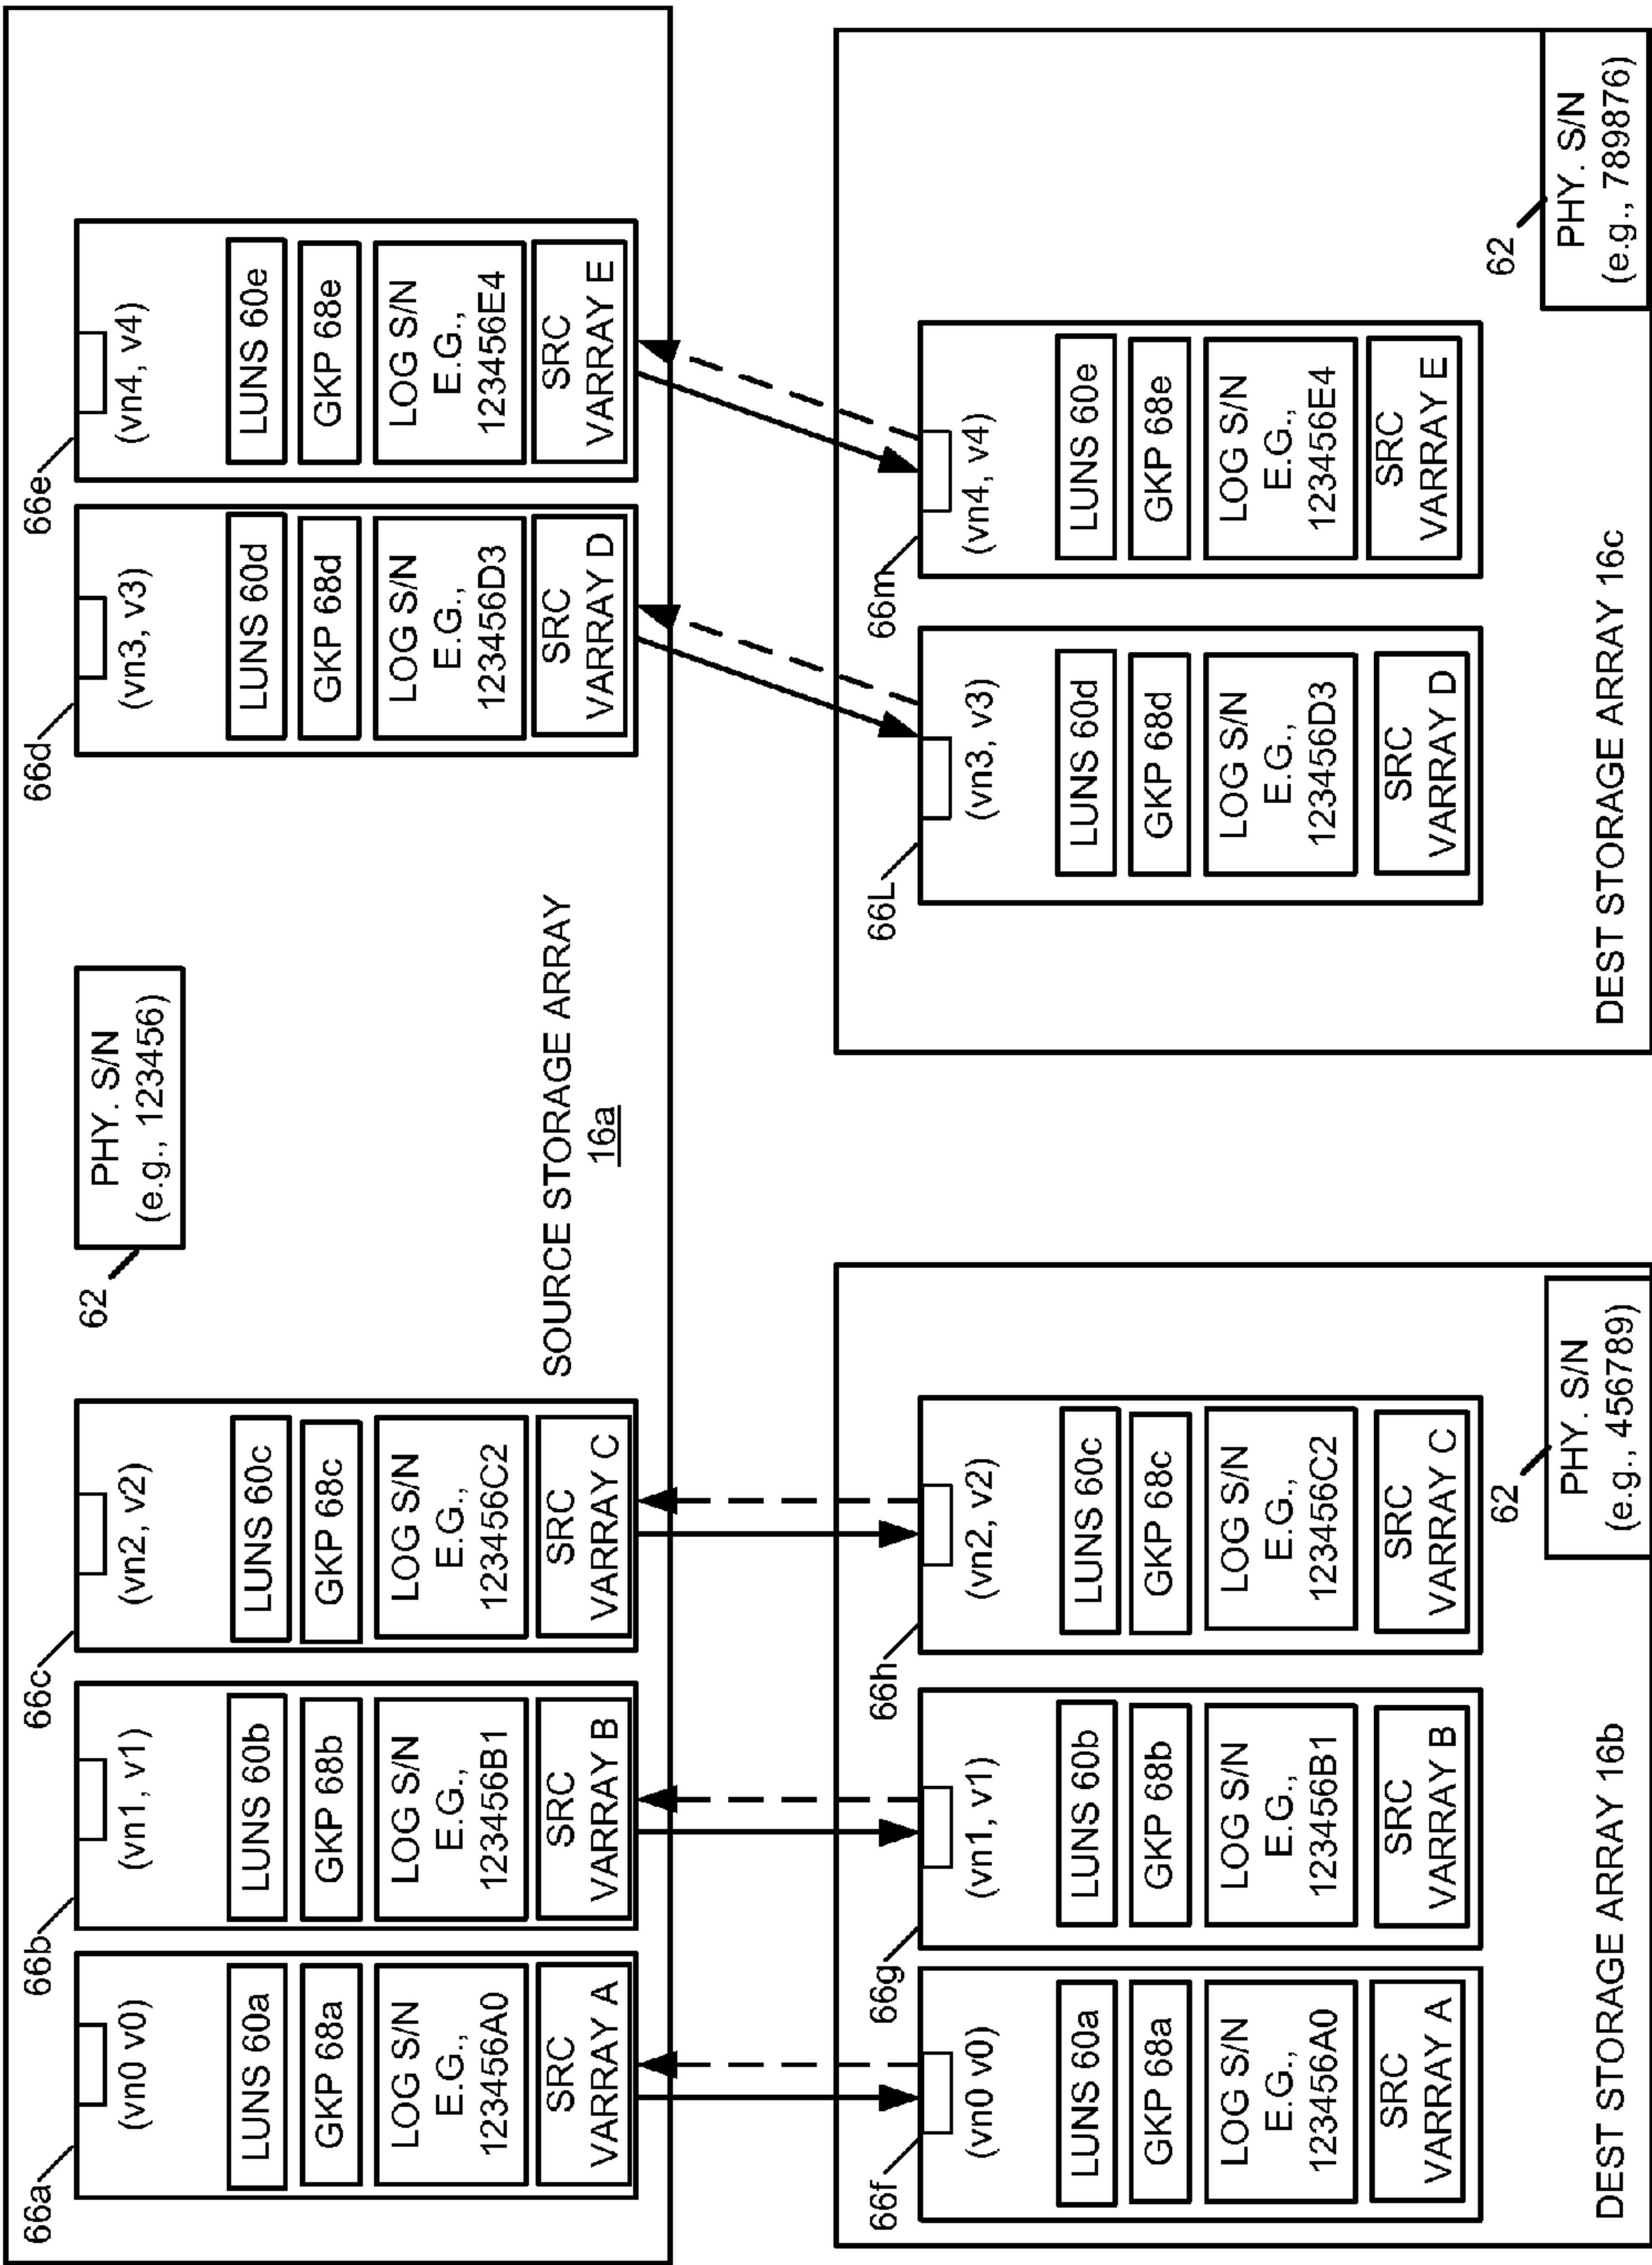 66a
(vn0 v0)
LUNS 60a
GKP 68a
LOG S/N
E.G.,
123456A0
SRC
VARRAY A
66b
(vn1, v1)
LUNS 60b
GKP 68b
LOG S/N
E.G.,
123456B1
SRC
VARRAY B
66c
(vn2, v2)
LUNS 60c
GKP 68c
LOG S/N
E.G.,
123456C2
SRC
VARRAY C
62
PHY. S/N
(e.g., 123456)
SOURCE STORAGE ARRAY
16a
66d
(vn3, v3)
LUNS 60d
GKP 68d
LOG S/N
E.G.,
123456D3
SRC
VARRAY D
66e
(vn4, v4)
LUNS 60e
GKP 68e
LOG S/N
E.G.,
123456E4
SRC
VARRAY E
66f
(vn0 v0)
LUNS 60a
GKP 68a
LOG S/N
E.G.,
123456A0
SRC
VARRAY A
66g
(vn1, v1)
LUNS 60b
GKP 68b
LOG S/N
E.G.,
123456B1
SRC
VARRAY B
66h
(vn2, v2)
LUNS 60c
GKP 68c
LOG S/N
E.G.,
123456C2
SRC
VARRAY C
62
PHY. S/N
(e.g., 456789)
DEST STORAGE ARRAY 16b
66L
(vn3, v3)
LUNS 60d
GKP 68d
LOG S/N
E.G.,
123456D3
SRC
VARRAY D
66m
(vn4, v4)
LUNS 60e
GKP 68e
LOG S/N
E.G.,
123456E4
SRC
VARRAY E
62
PHY. S/N
(e.g., 789876)
DEST STORAGE ARRAY 16c